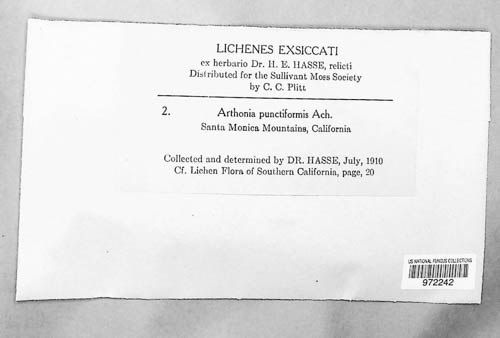 LICHENES EXSICCATI
ex herbario Dr. H. E. HASSE, relicti
Distributed for the Sullivant Moss Society
by C. C. Plitt
2. Arthonia punctiformis Ach.
Santa Monica Mountains, California
Collected and determined by DR. HASSE, July, 1910
Cf. Lichen Flora of Southern California, page, 20
US NATIONAL FUNGUS COLLECTIONS
972242